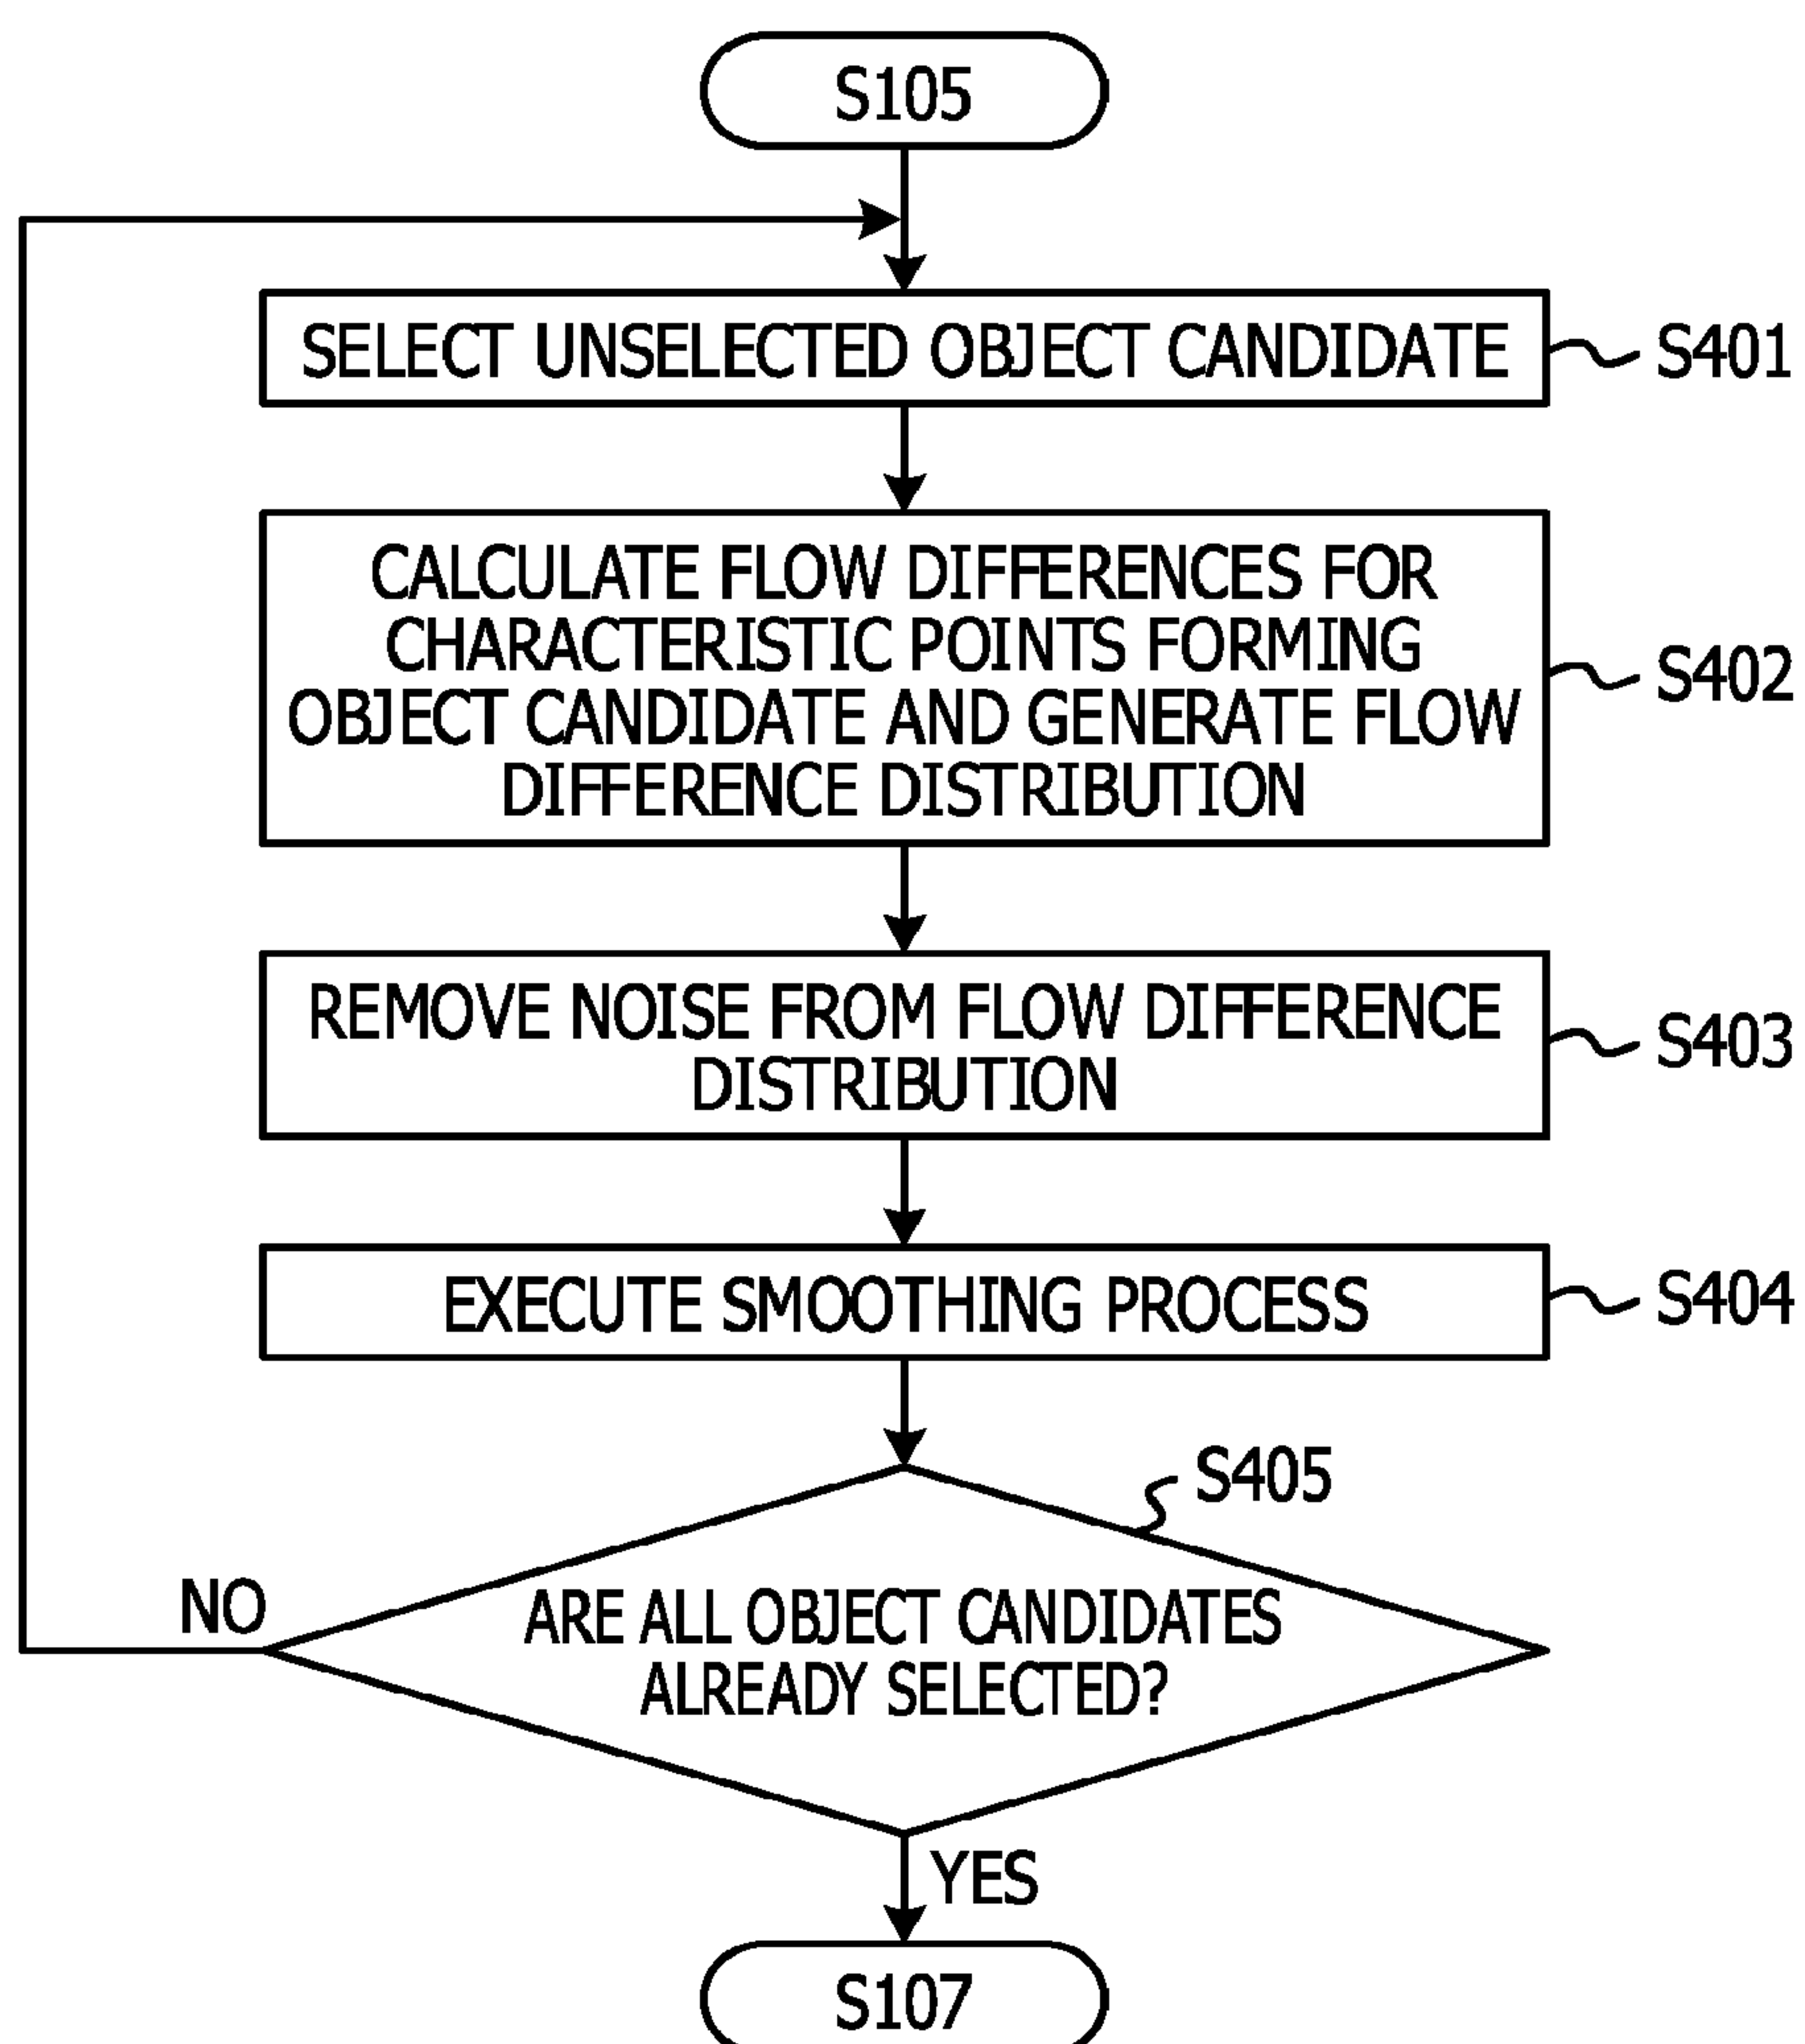 S105
SELECT UNSELECTED OBJECT CANDIDATE
S401
CALCULATE FLOW DIFFERENCES FOR
CHARACTERISTIC POINTS FORMING
OBJECT CANDIDATE AND GENERATE FLOW
DIFFERENCE DISTRIBUTION
S402
REMOVE NOISE FROM FLOW DIFFERENCE
DISTRIBUTION
S403
EXECUTE SMOOTHING PROCESS
S404
S405
ARE ALL OBJECT CANDIDATES
ALREADY SELECTED?
NO
YES
S107